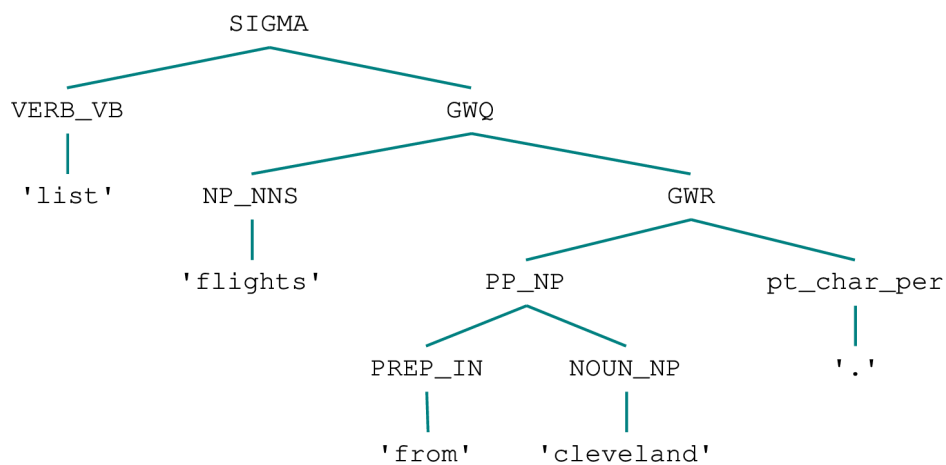 SIGMA
VERB_VB GWQ
'list' NP_NNS GWR
'flights' PP_NP pt_char_per
PREP_IN NOUN_NP '.'
'from' 'cleveland'